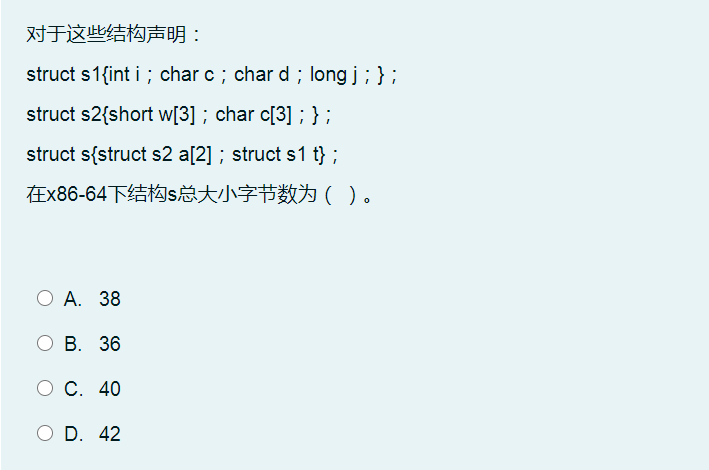 对于这些结构声明：
struct s1{int i；char c；char d；long j；}；
struct s2{short w[3]；char c[3]；}；
struct s{struct s2 a[2]；struct s1 t}；
在x86-64下结构s总大小字节数为（ ）。
A. 38
B. 36
C. 40
D. 42